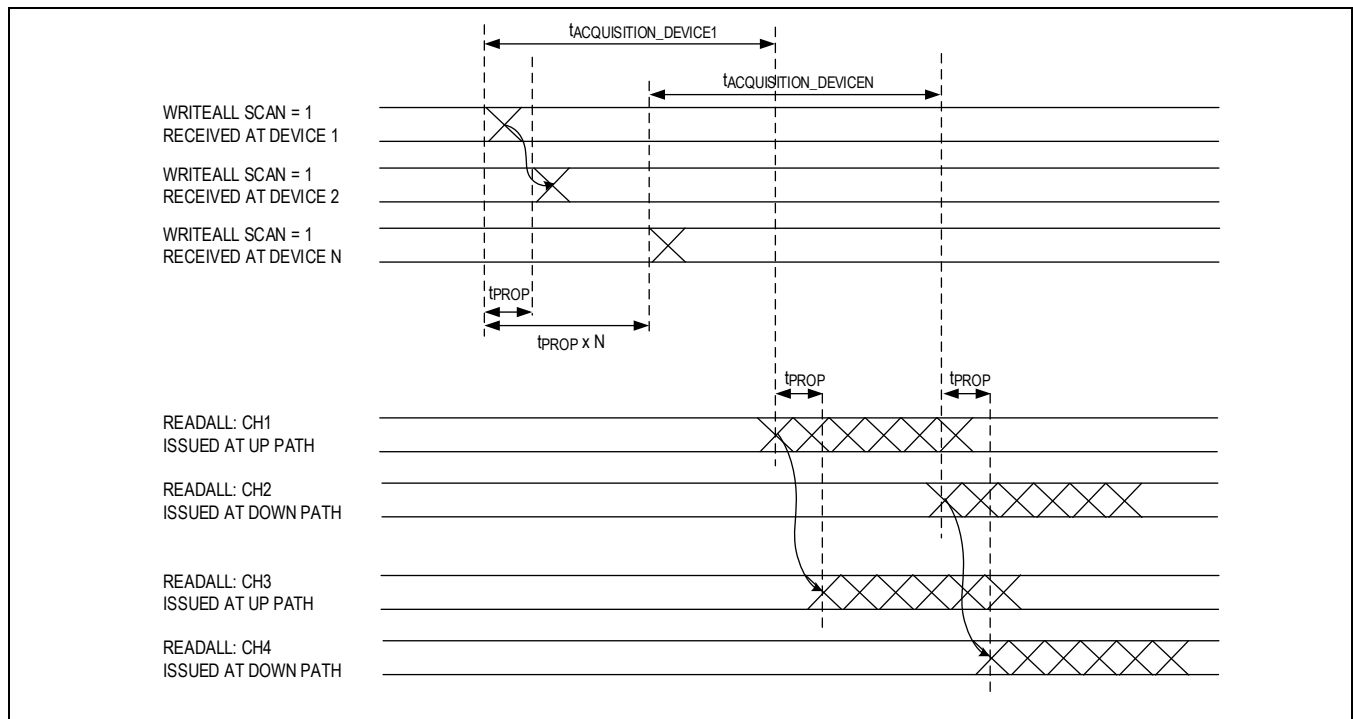 tACQUISITION_DEVICE1
tACQUISITION_DEVICEN
WRITEALL SCAN = 1
RECEIVED AT DEVICE 1
WRITEALL SCAN = 1
RECEIVED AT DEVICE 2
WRITEALL SCAN = 1
RECEIVED AT DEVICE N
tPROP
tPROP x N
tPROP
tPROP
READALL: CH1
ISSUED AT UP PATH
READALL: CH2
ISSUED AT DOWN PATH
READALL: CH3
ISSUED AT UP PATH
READALL: CH4
ISSUED AT DOWN PATH